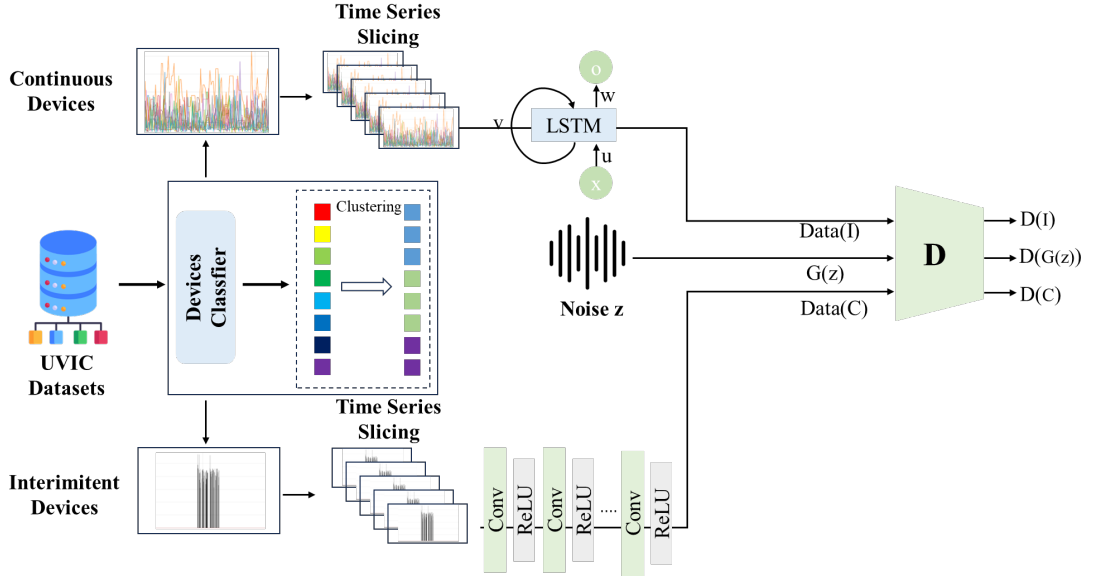 Time Series
Slicing
Continuous
Devices
o
w
v
LSTM
u
x
Clustering
Devices
Classfier
Data(I)
D(I)
D
D(G(z))
G(z)
D(C)
Noise z
Data(C)
UVIC
Datasets
Time Series
Slicing
Interimitent
Devices
Conv
ReLU
Conv
ReLU
....
Conv
ReLU